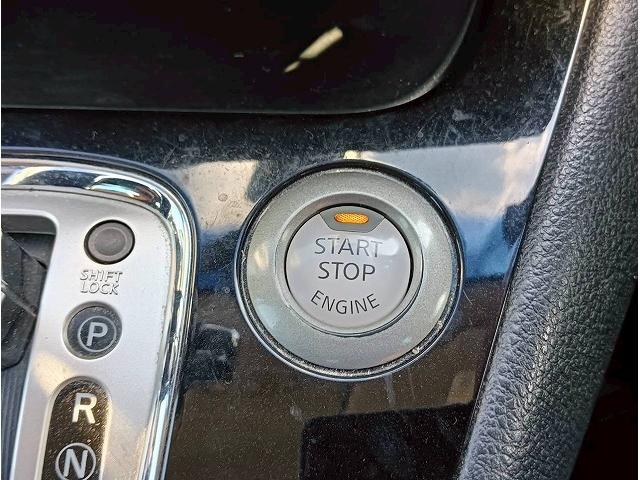 START
STOP
ENGINE
SHIFT
LOCK
P
R
N